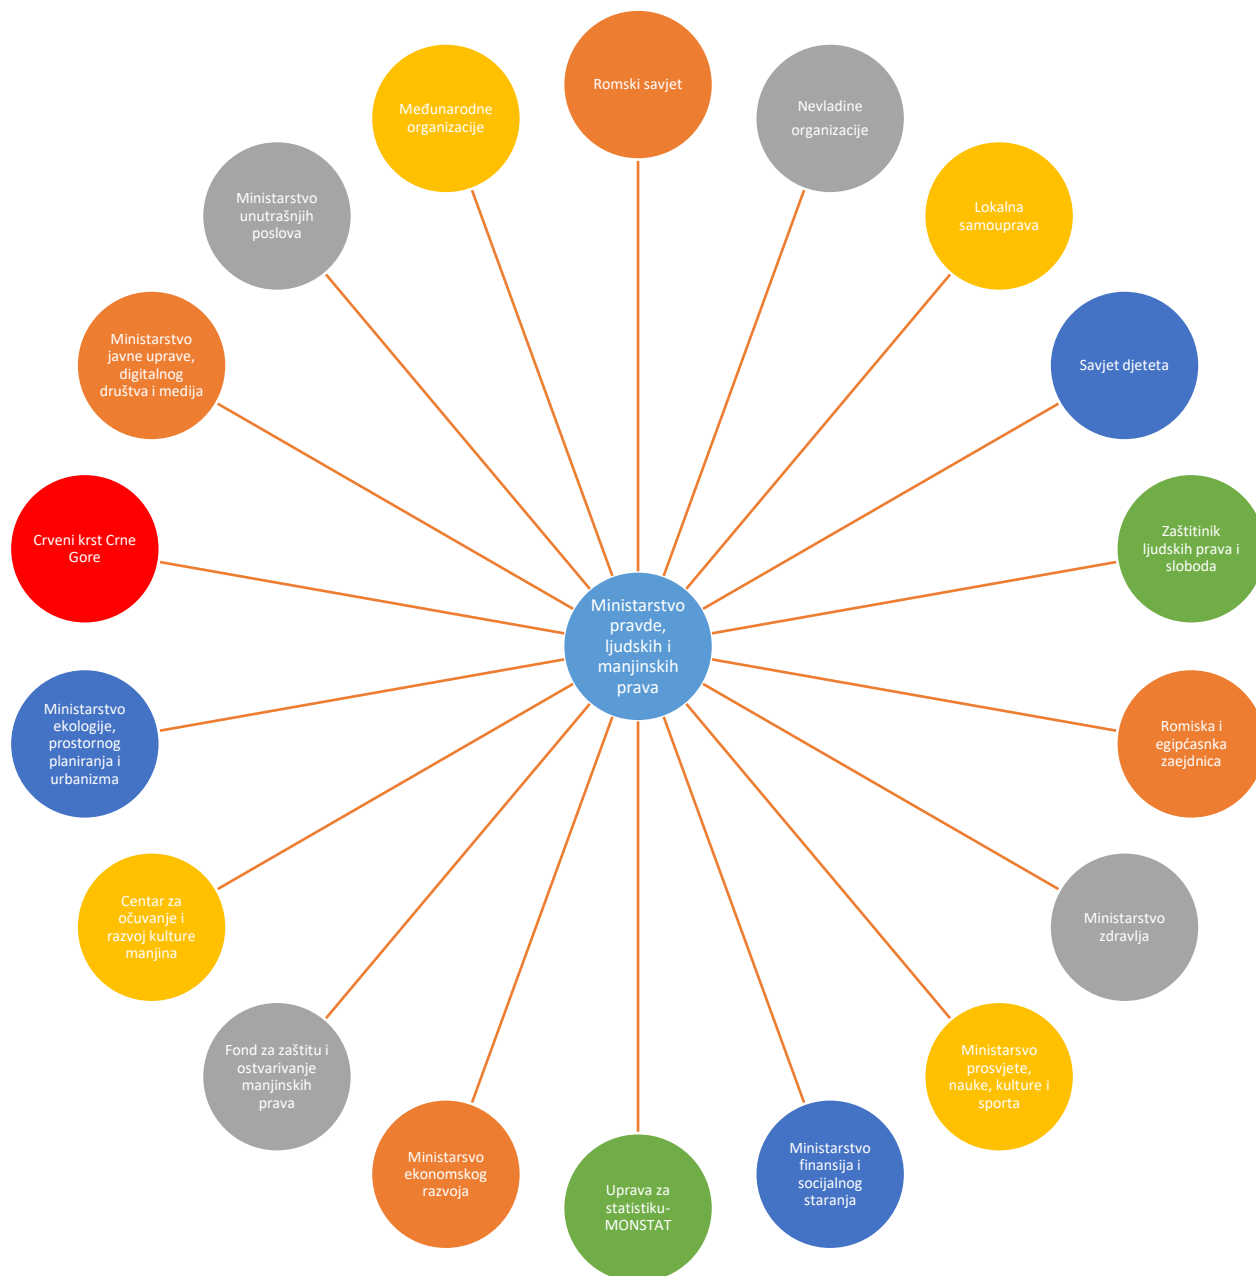 Romski savjet
Nevladine
organizacije
Lokalna
samouprava
Savjet djeteta
Zaštitinik
ljudskih prava i
sloboda
Romiska i
egipćasnka
zaejdnica
Ministarstvo
zdravlja
Ministarsvo
prosvjete,
nauke, kulture i
sporta
Ministarstvo
finansija i
socijalnog
staranja
Uprava za
statistiku-
MONSTAT
Ministarsvo
ekonomskog
razvoja
Fond za zaštitu i
ostvarivanje
manjinskih
prava
Centar za
očuvanje i
razvoj kulture
manjina
Ministarstvo
ekologije,
prostornog
planiranja i
urbanizma
Crveni krst Crne
Gore
Ministarstvo
javne uprave,
digitalnog
društva i medija
Ministarstvo
unutrašnjih
poslova
Međunarodne
organizacije
Ministarstvo
pravde,
ljudskih i
manjinskih
prava